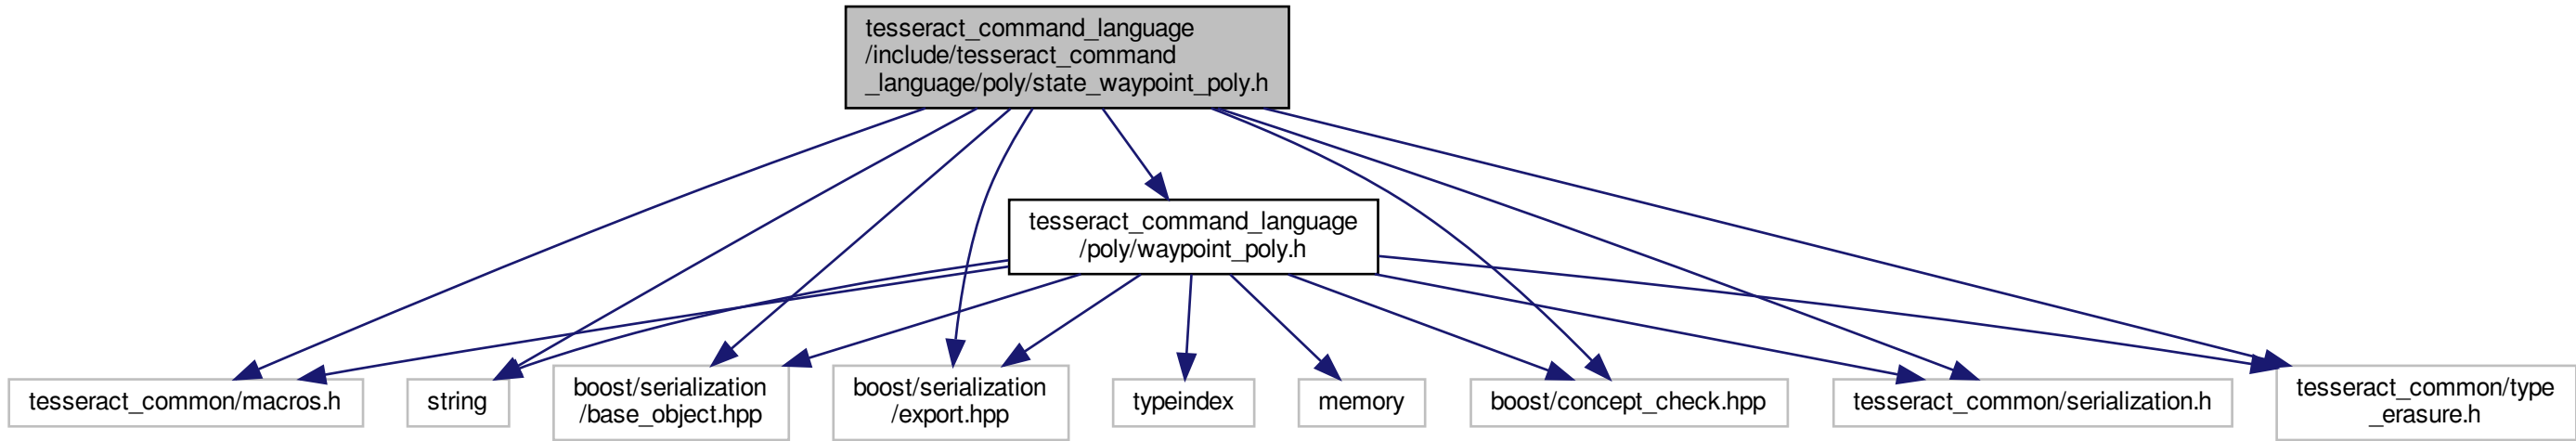 tesseract_command_language
/include/tesseract_command
_language/poly/state_waypoint_poly.h
tesseract_command_language
/poly/waypoint_poly.h
tesseract_common/macros.h
string
boost/serialization
/base_object.hpp
boost/serialization
/export.hpp
typeindex
memory
boost/concept_check.hpp
tesseract_common/serialization.h
tesseract_common/type
_erasure.h